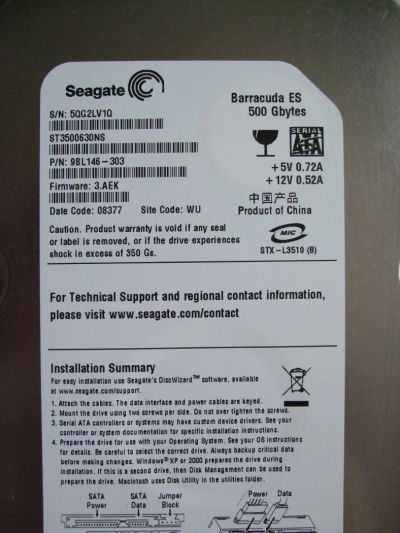 Seagate
Barracuda ES
500 Gbytes
S/N: 5QG2LV1Q
ST3500630NS
P/N: 9BL146-303
Firmware: 3.AEK
Date Code: 08377 Site Code: WU
SERIAL
ATA
+5V 0.72A
+12V 0.52A
中国产品
Product of China
Caution. Product warranty is void if any seal
or label is removed, or if the drive experiences
shock in excess of 350 Gs.
MIC
STX-L3510 (B)
For Technical Support and regional contact information,
please visit www.seagate.com/contact
Installation Summary
For easy installation use Seagate's DiscWizard™ software, available
at www.seagate.com/support.
1. Attach the cables. The data interface and power cables are keyed.
2. Mount the drive using two screws per side. Do not over tighten the screws.
3. Serial ATA controllers or systems may have custom device drivers. See your
controller or system documentation for specific installation instructions.
4. Prepare the drive for use with your Operating System. See your OS instructions
for details. Be careful to select the correct drive. Always backup critical data
before making changes. Windows® XP or 2000 prepares the drive during
installation. If this is a second drive, then Disk Management can be used to
prepare the drive. Macintosh uses Disk Utility in the utilities folder.
SATA Power
SATA Data
Jumper Block
Power Data